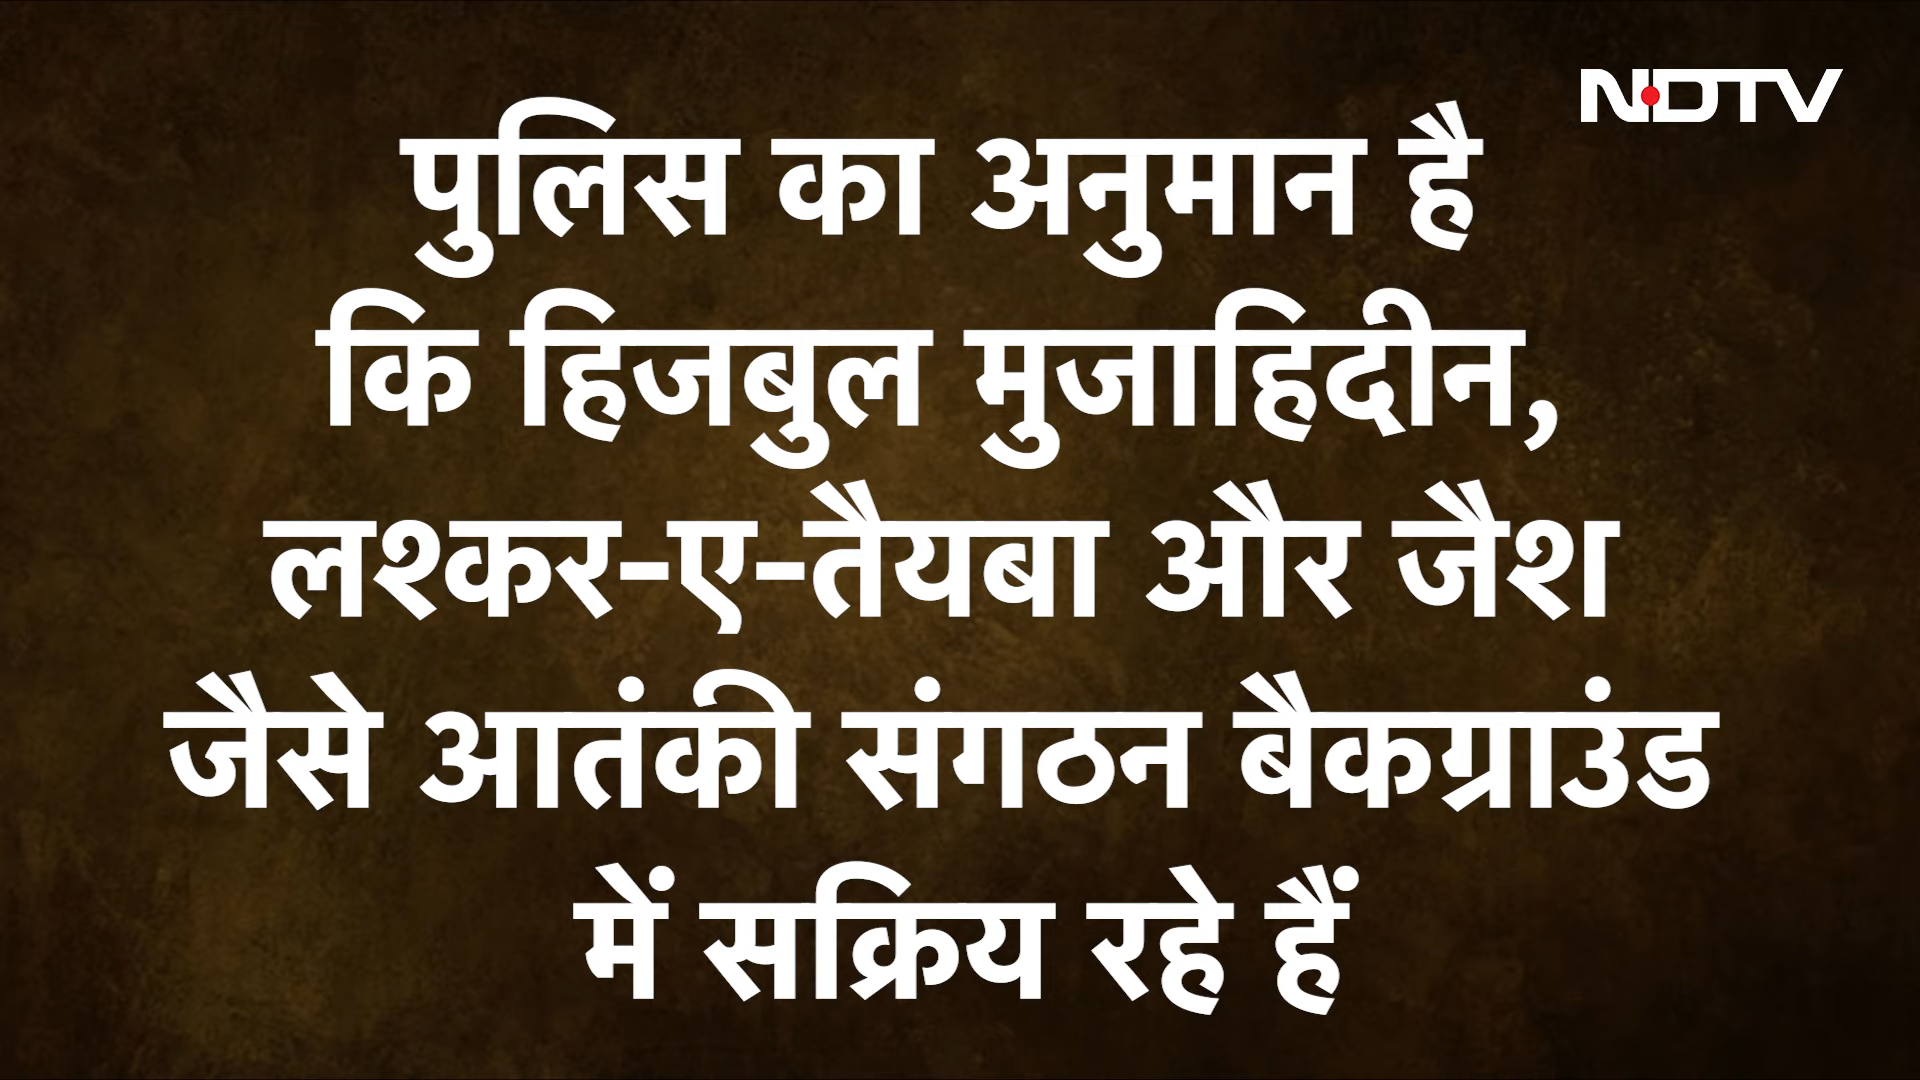 NDTV
पुलिस का अनुमान है
कि हिजबुल मुजाहिदीन,
लश्कर-ए-तैयबा और जैश
जैसे आतंकी संगठन बैकग्राउंड
में सक्रिय रहे हैं